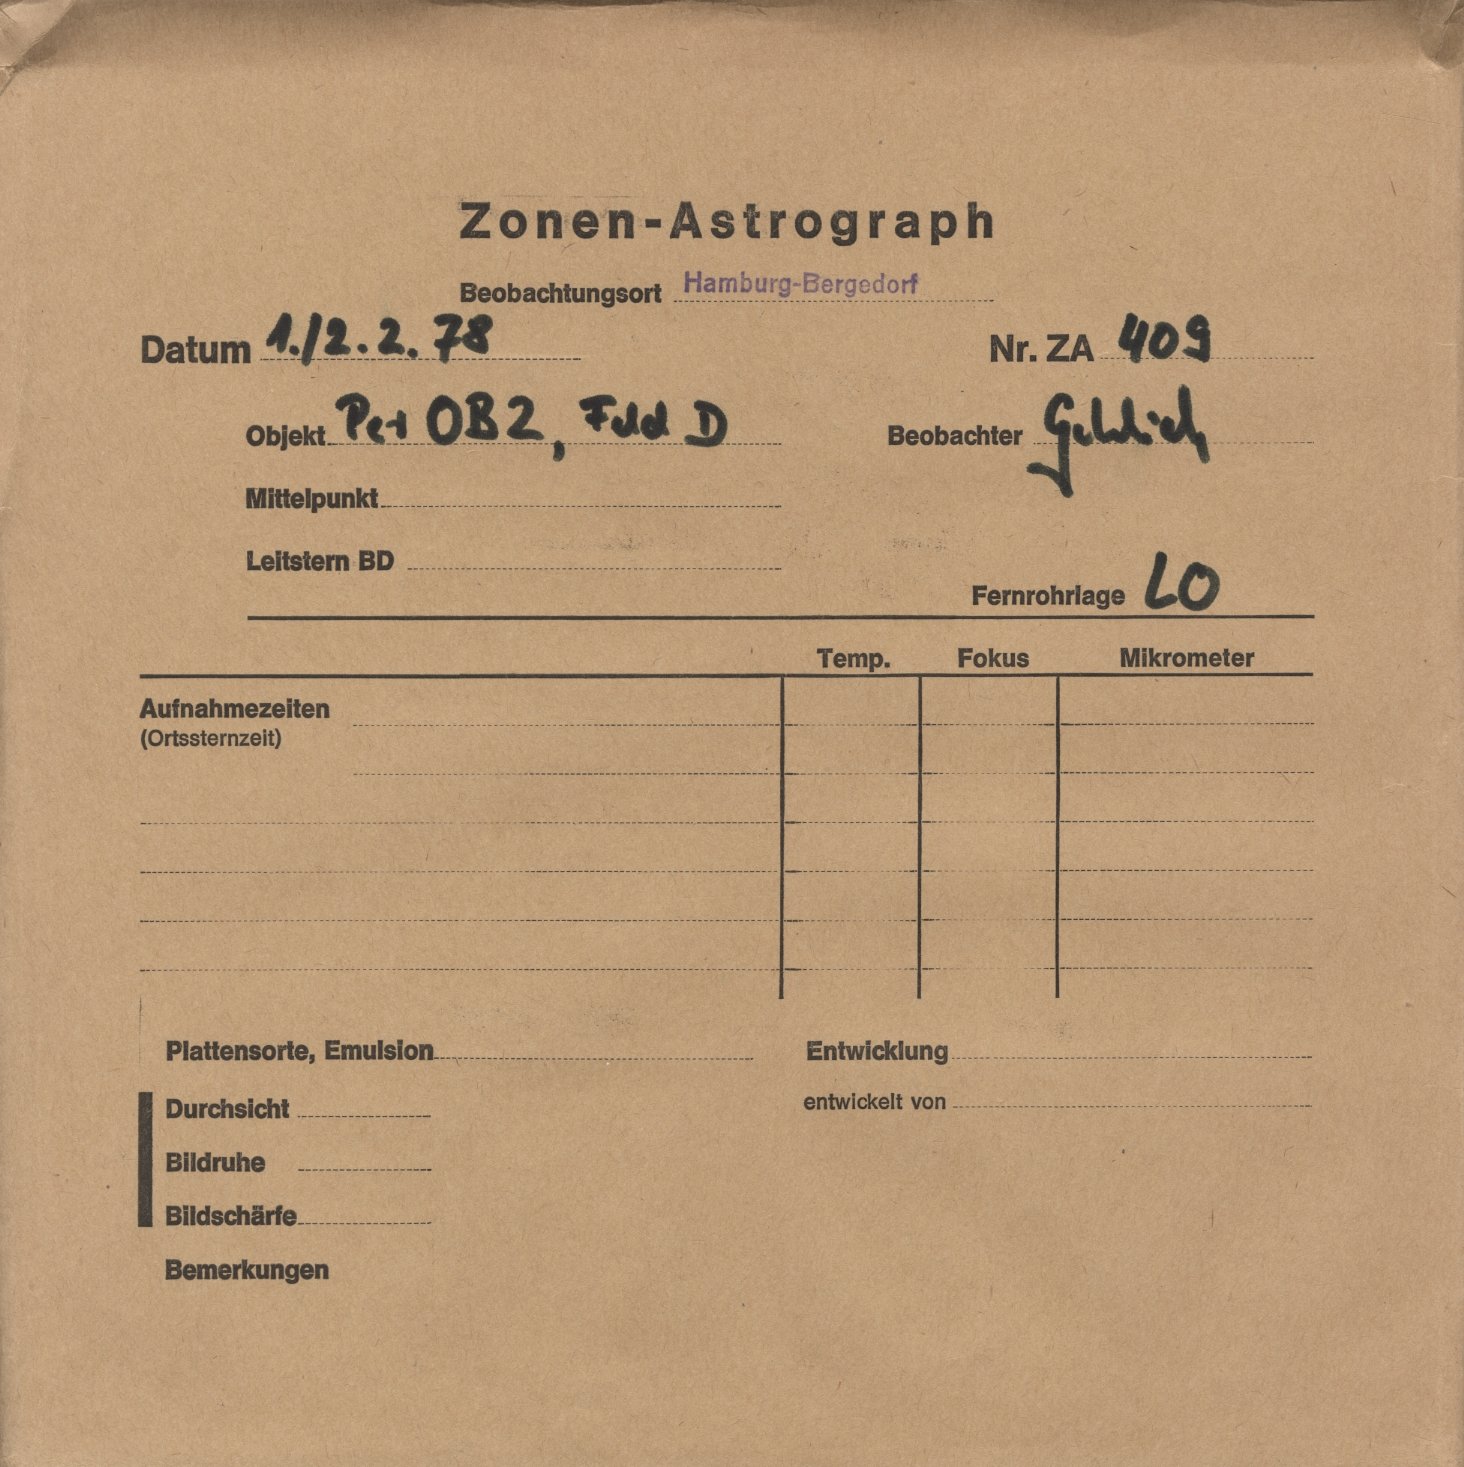 Zonen-Astrograph
Beobachtungsort Hamburg-Bergedorf
Datum 1./2.2.78 Nr. ZA 409
Objekt Per OB2, Feld D Beobachter
Mittelpunkt
Leitstern BD
Fernrohrlage LO
Temp. Fokus Mikrometer
Aufnahmezeiten
(Ortssternzeit)
Plattensorte, Emulsion Entwicklung
Durchsicht entwickelt von
Bildruhe
Bildschärfe
Bemerkungen